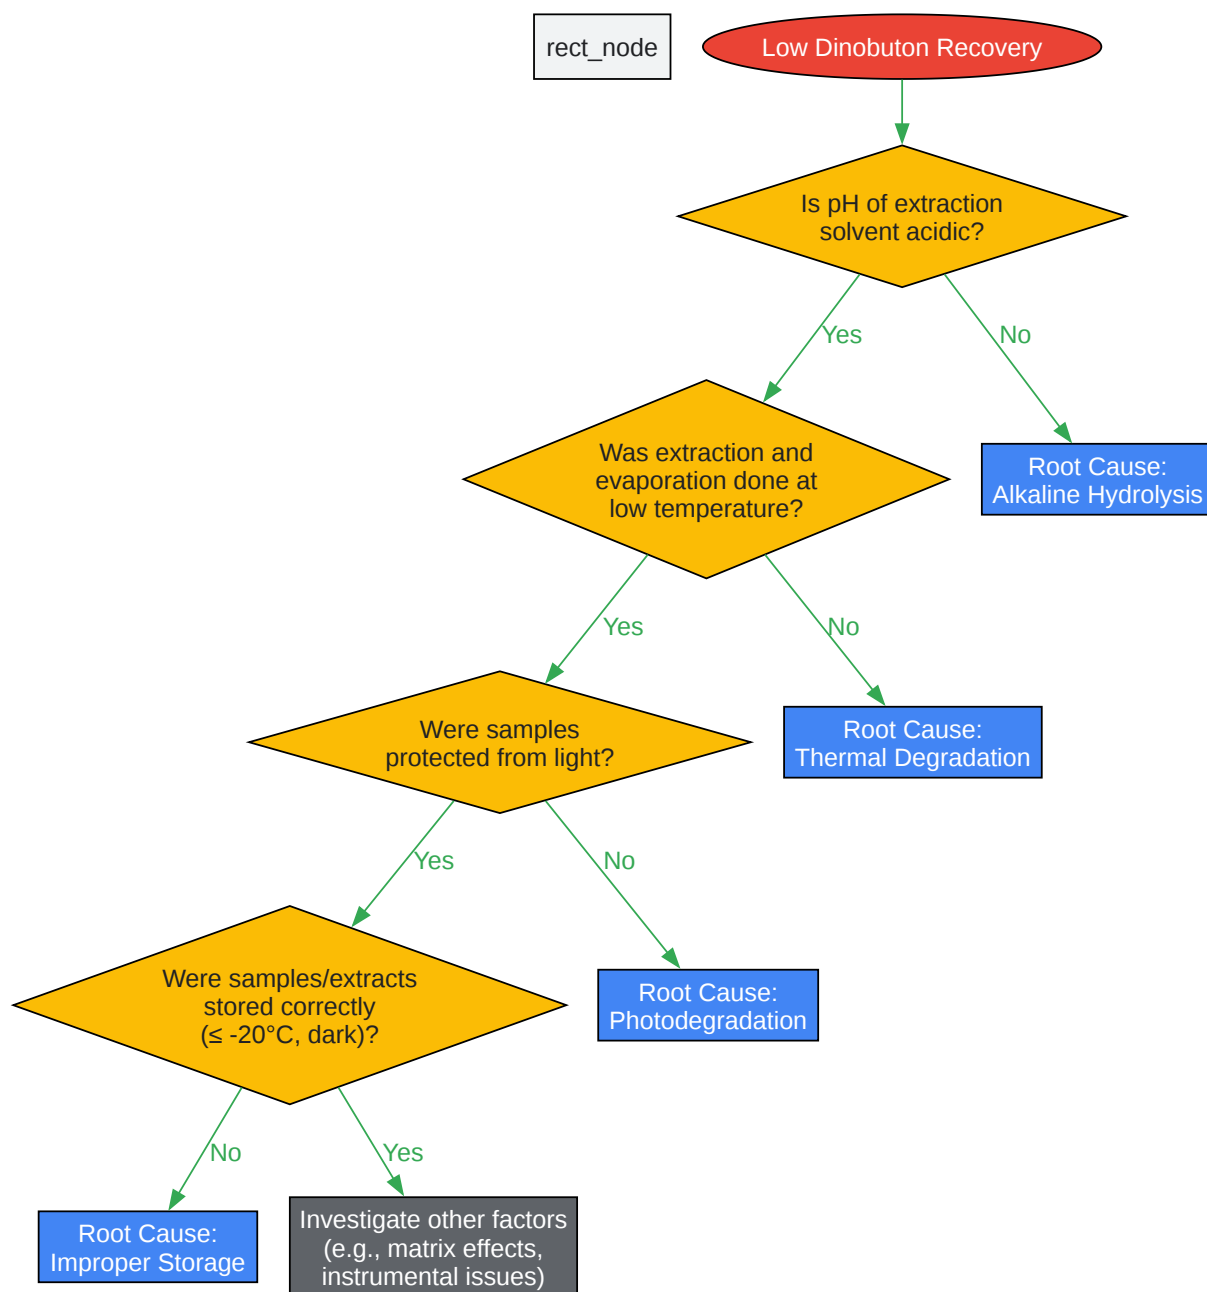 rect_node
Low Dinobuton Recovery
Is pH of extraction
solvent acidic?
Yes
No
Was extraction and
evaporation done at
low temperature?
Root Cause:
Alkaline Hydrolysis
Yes
No
Were samples
protected from light?
Root Cause:
Thermal Degradation
Yes
No
Were samples/extracts
stored correctly
(≤ -20°C, dark)?
Root Cause:
Photodegradation
No
Yes
Root Cause:
Improper Storage
Investigate other factors
(e.g., matrix effects,
instrumental issues)